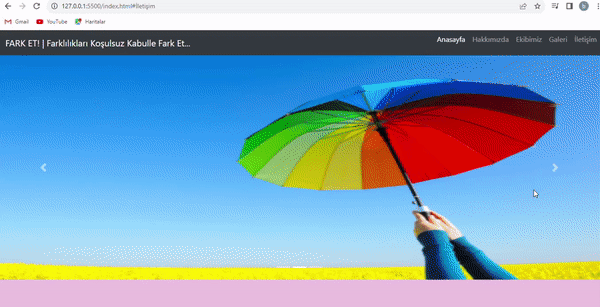 127.0.0.1:5500/index.html#İletişim
Gmail YouTube Haritalar
FARK ET! | Farklılıkları Koşulsuz Kabulle Fark Et... Anasayfa Hakkımızda Ekibimiz Galeri İletişim